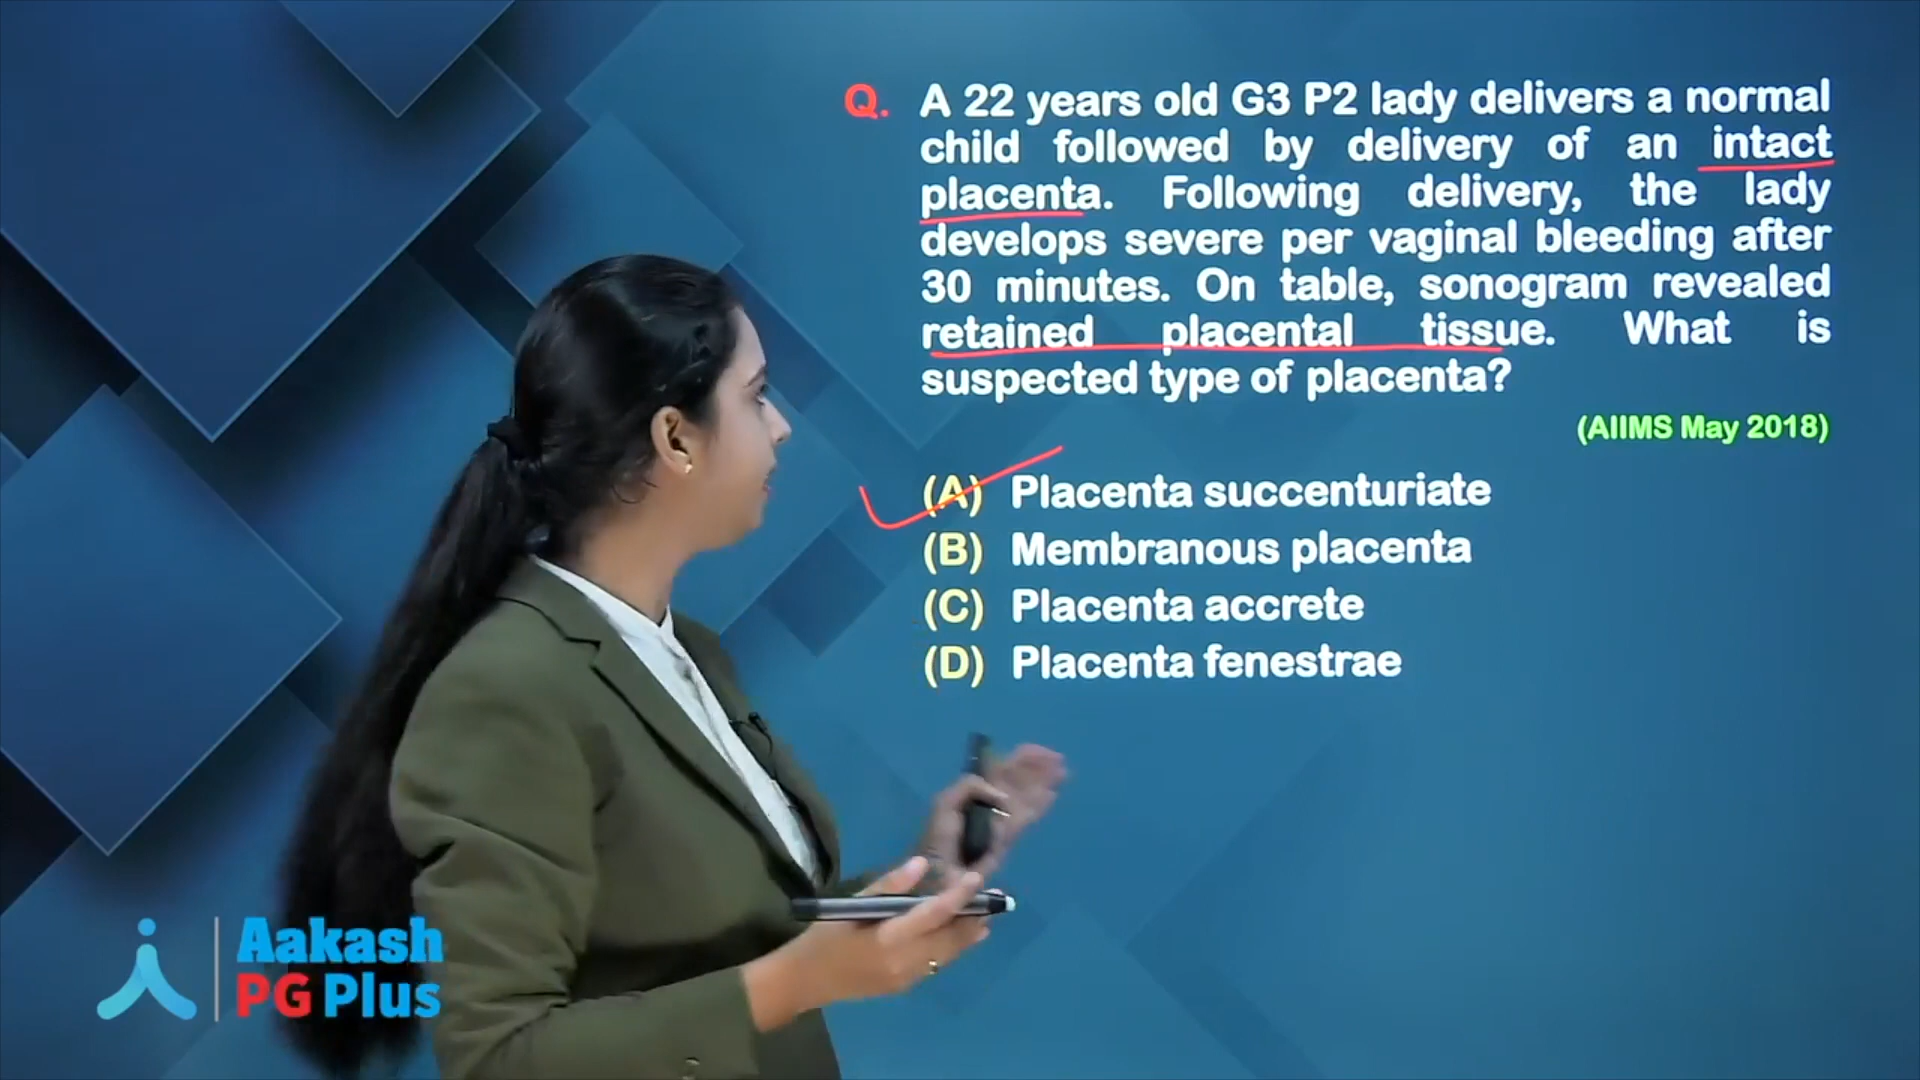 Q. A 22 years old G3 P2 lady delivers a normal
child followed by delivery of an intact
placenta. Following delivery, the lady
develops severe per vaginal bleeding after
30 minutes. On table, sonogram revealed
retained placental tissue. What is
suspected type of placenta?
(AIIMS May 2018)
(A) Placenta succenturiate
(B) Membranous placenta
(C) Placenta accrete
(D) Placenta fenestrae
Aakash
PG Plus